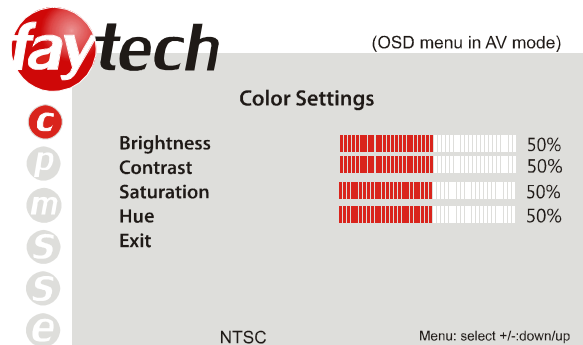 faytech
(OSD menu in AV mode)
Color Settings
c
p
m
s
s
e
Brightness 50%
Contrast 50%
Saturation 50%
Hue 50%
Exit
NTSC
Menu: select +/-:down/up